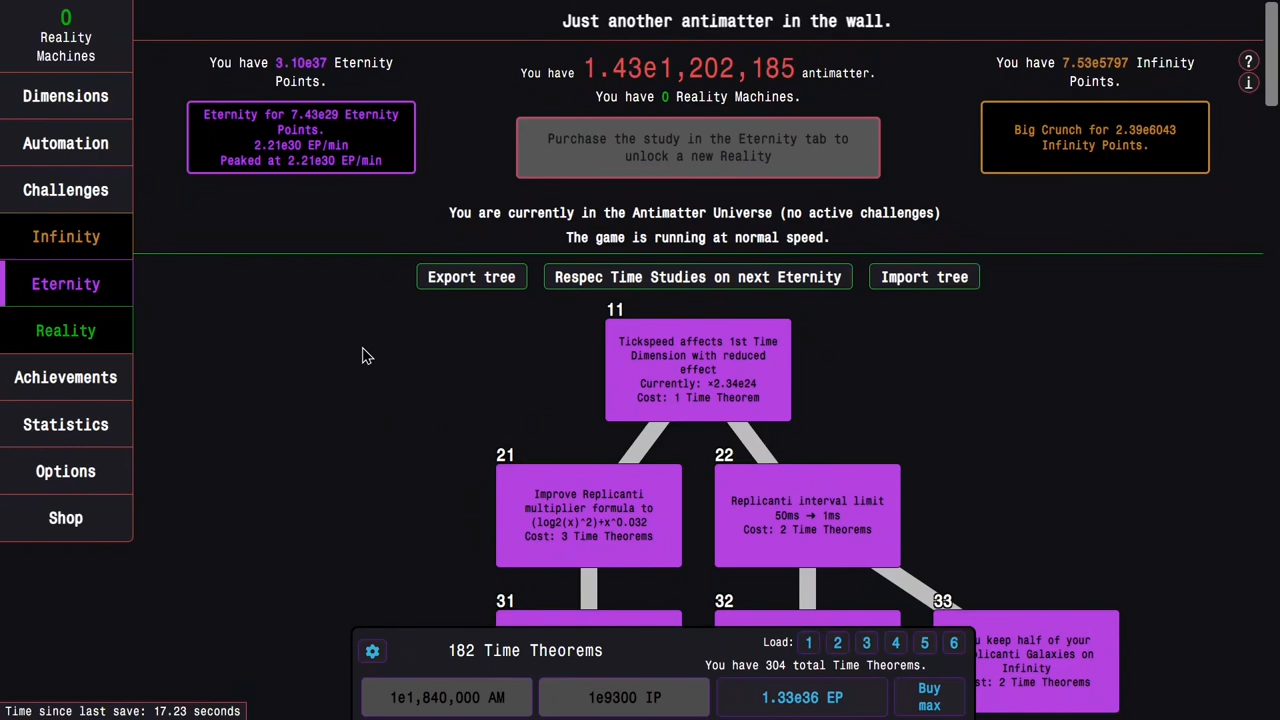 0
Reality
Machines
Dimensions
Automation
Challenges
Infinity
Eternity
Reality
Achievements
Statistics
Options
Shop
Time since last save: 17.23 seconds
Just another antimatter in the wall.
You have 3.10e37 Eternity
Points.
Eternity for 7.43e29 Eternity
Points.
2.21e30 EP/min
Peaked at 2.21e30 EP/min
You have 1.43e1,202,185 antimatter.
You have 0 Reality Machines.
Purchase the study in the Eternity tab to
unlock a new Reality
You have 7.53e5797 Infinity
Points.
Big Crunch for 2.39e6043
Infinity Points.
?
i
You are currently in the Antimatter Universe (no active challenges)
The game is running at normal speed.
Export tree
Respec Time Studies on next Eternity
Import tree
11
Tickspeed affects 1st Time
Dimension with reduced
effect
Currently: ×2.34e24
Cost: 1 Time Theorem
21
Improve Replicanti
multiplier formula to
(log2(x)^2)+x^0.032
Cost: 3 Time Theorems
22
Replicanti interval limit
50ms → 1ms
Cost: 2 Time Theorems
31
32
33
u keep half of your
plicanti Galaxies on
Infinity
st: 2 Time Theorems
182 Time Theorems
Load: 1 2 3 4 5 6
You have 304 total Time Theorems.
1e1,840,000 AM
1e9300 IP
1.33e36 EP
Buy
max